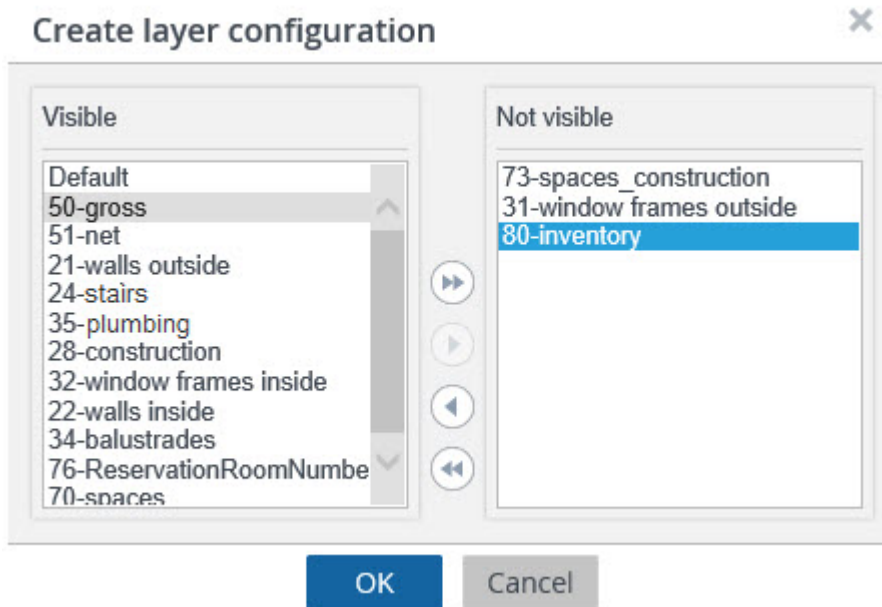 Create layer configuration
Visible
Default
50-gross
51-net
21-walls outside
24-stairs
35-plumbing
28-construction
32-window frames inside
22-walls inside
34-balustrades
76-ReservationRoomNumbe
70-spaces
Not visible
73-spaces_construction
31-window frames outside
80-inventory
OK
Cancel